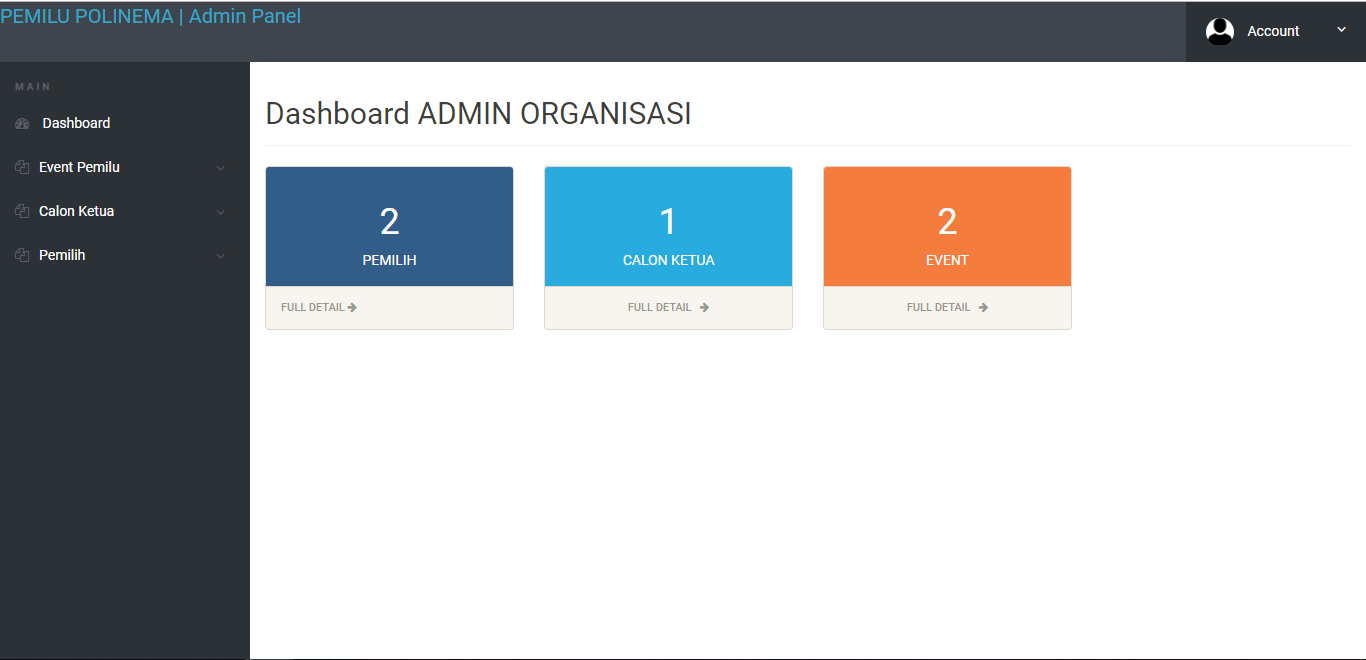 PEMILU POLINEMA | Admin Panel
Account
MAIN
Dashboard
Event Pemilu
Calon Ketua
Pemilih
Dashboard ADMIN ORGANISASI
2
PEMILIH
FULL DETAIL
1
CALON KETUA
FULL DETAIL
2
EVENT
FULL DETAIL